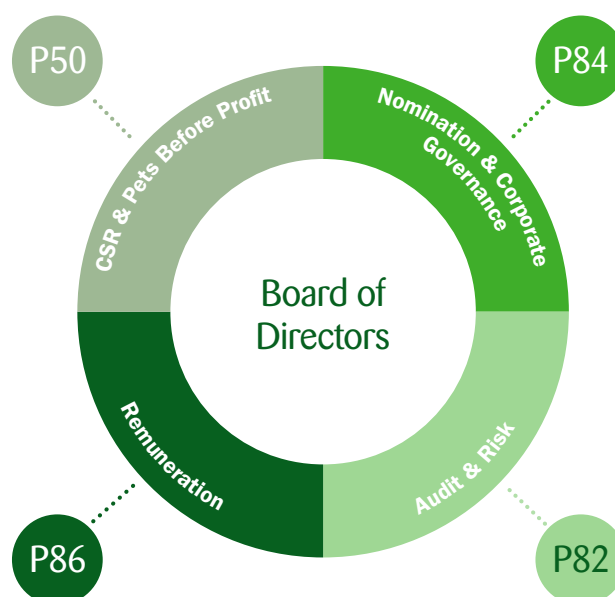 P50
P84
CSR & Pets Before Profit
Nomination & Corporate
Governance
Board of
Directors
Remuneration
Audit & Risk
P86
P82